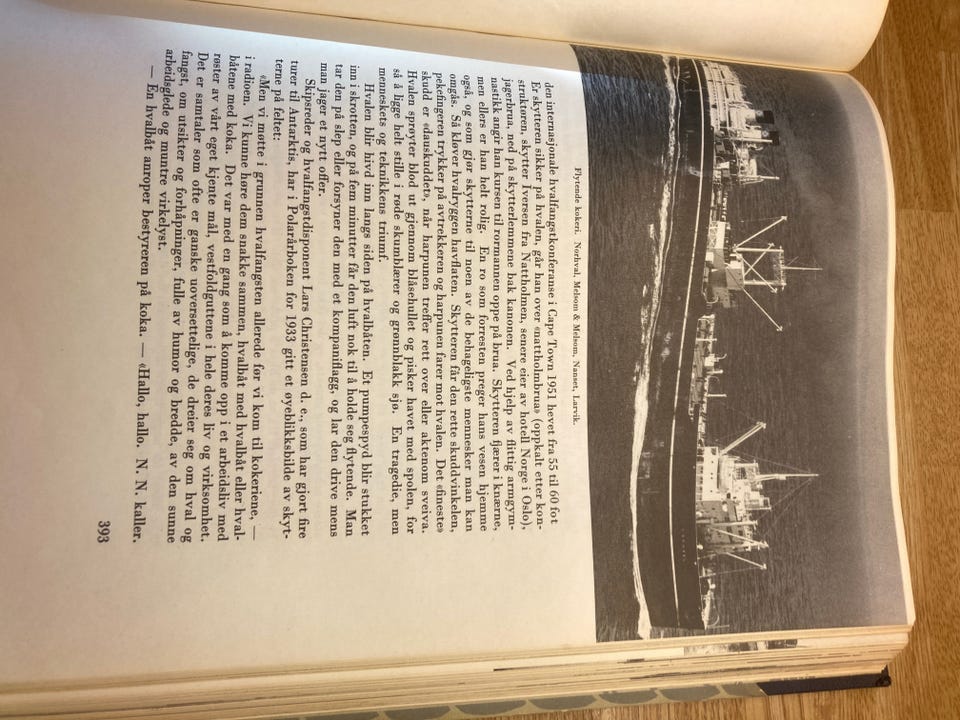 Flytende kokeri. Norhval, Melsom & Melsom, Nanset, Larvik.
den internasjonale hvalfangstkonferanse i Cape Town 1951 hevet fra 55 til 60 fot
Er skytteren sikker på hvalen, går han over «nattholmbrua» (oppkalt etter kon-
struktøren, skytter Iversen fra Nattholmen, senere eier av hotell Norge i Oslo),
jagerbrua, ned på skytterlemmene bak kanonen. Ved hjelp av flittig armgym-
nastikk angir han kursen til rormannen oppe på brua. Skytteren fjærer i knærne,
men ellers er han helt rolig. En ro som forresten preger hans vesen hjemme
også, og som gjør skytterne til noen av de behageligste mennesker man kan
omgås. Så kløver hvalryggen havflaten. Skytteren får den rette skuddvinkelen,
pekefingeren trykker på avtrekkeren og harpunen farer mot hvalen. Det «fineste»
skudd er «dauskuddet», når harpunen treffer rett over eller aktenom sveiva.
Hvalen sprøyter blod ut gjennom blåsehullet og pisker havet med spolen, for
så å ligge helt stille i røde skumblærer og grønnblakk sjø. En tragedie, men
menneskets og teknikkens triumf.
Hvalen blir hivd inn langs siden på hvalbåten. Et pumpespyd blir stukket
inn i skrotten, og på fem minutter får den luft nok til å holde seg flytende. Man
tar den på slep eller forsyner den med et kompaniflagg, og lar den drive mens
man jager et nytt offer.
Skipsreder og hvalfangstdisponent Lars Christensen d. e., som har gjort fire
turer til Antarktis, har i Polarårboken for 1933 gitt et øyeblikksbilde av skyt-
terne på feltet:
«Men vi møtte i grunnen hvalfangsten allerede før vi kom til kokeriene, —
i radioen. Vi kunne høre dem snakke sammen, hvalbåt med hvalbåt eller hval-
båtene med koka. Det var med en gang som å komme opp i et arbeidsliv med
røster av vårt eget kjente mål, vestfoldguttene i hele deres liv og virksomhet.
Det er samtaler som ofte er ganske uoversettelige, de dreier seg om hval og
fangst, om utsikter og forhåpninger, fulle av humor og bredde, av den sunne
arbeidsglede og muntre virkelyst.
— En hvalbåt anroper bestyreren på koka. — «Hallo, hallo. N. N. kaller.
393